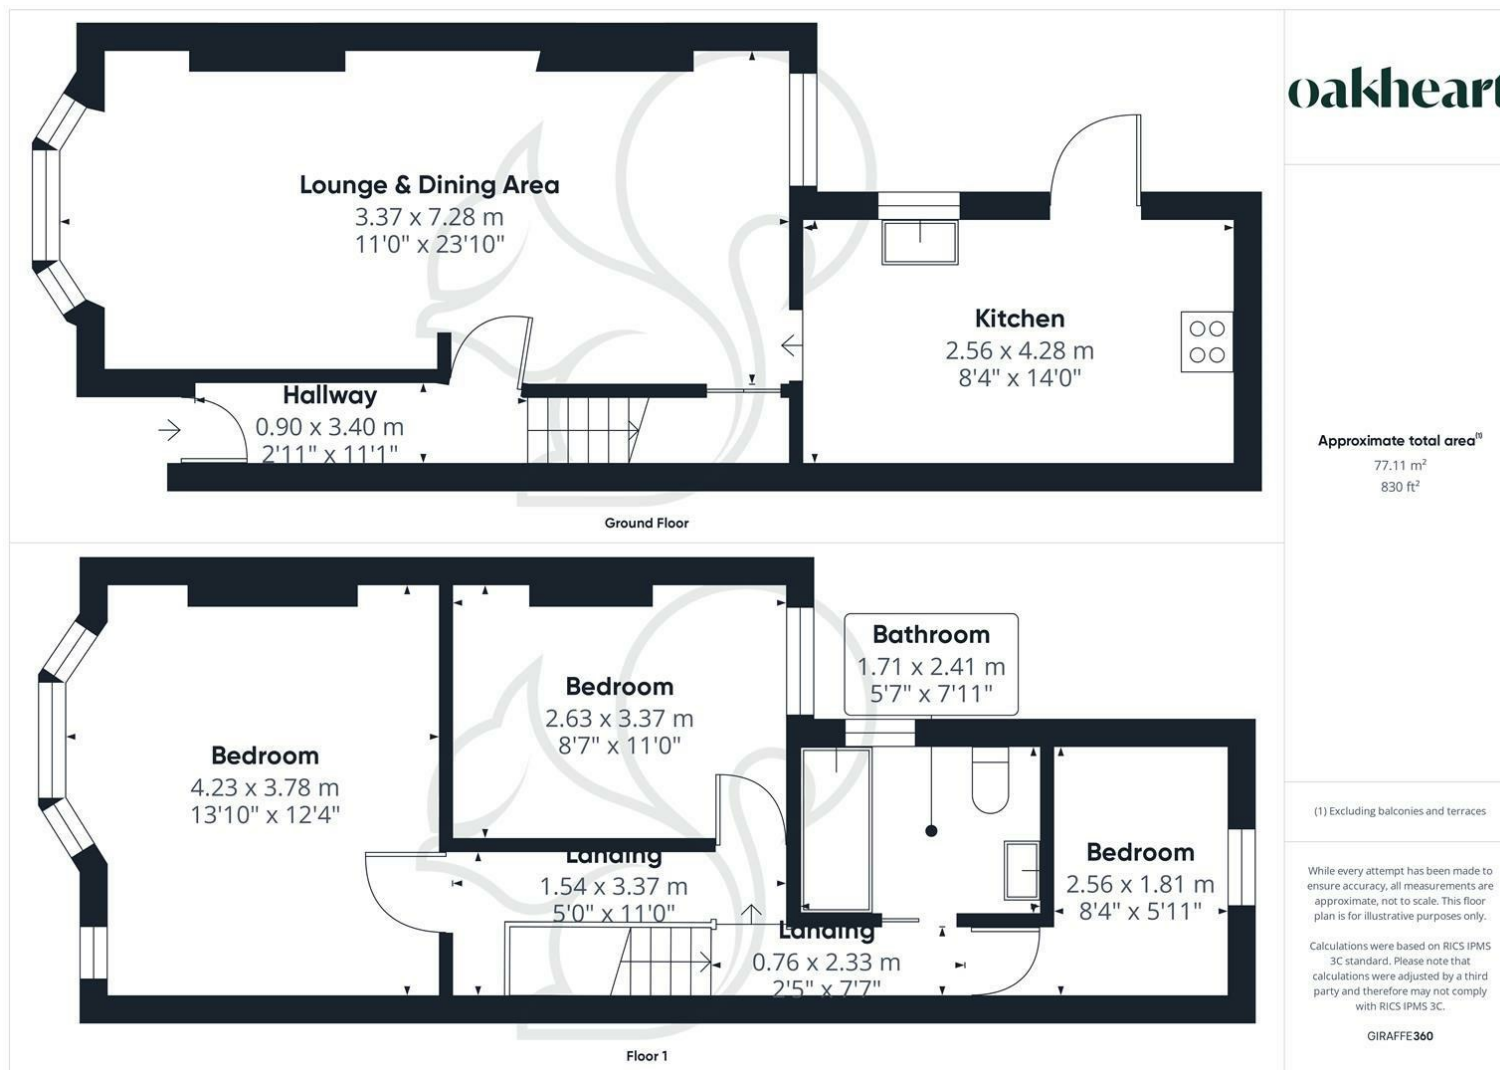 Lounge & Dining Area
3.37 x 7.28 m
11'0" x 23'10"
Kitchen
2.56 x 4.28 m
8'4" x 14'0"
Hallway
0.90 x 3.40 m
2'11" x 11'1"
Ground Floor
Bedroom
4.23 x 3.78 m
13'10" x 12'4"
Bedroom
2.63 x 3.37 m
8'7" x 11'0"
Bathroom
1.71 x 2.41 m
5'7" x 7'11"
Landing
1.54 x 3.37 m
5'0" x 11'0"
Landing
0.76 x 2.33 m
2'5" x 7'7"
Bedroom
2.56 x 1.81 m
8'4" x 5'11"
Floor 1
oakheart
Approximate total area(1)
77.11 m²
830 ft²
(1) Excluding balconies and terraces
While every attempt has been made to
ensure accuracy, all measurements are
approximate, not to scale. This floor
plan is for illustrative purposes only.
Calculations were based on RICS IPMS
3C standard. Please note that
calculations were adjusted by a third
party and therefore may not comply
with RICS IPMS 3C.
GIRAFFE360